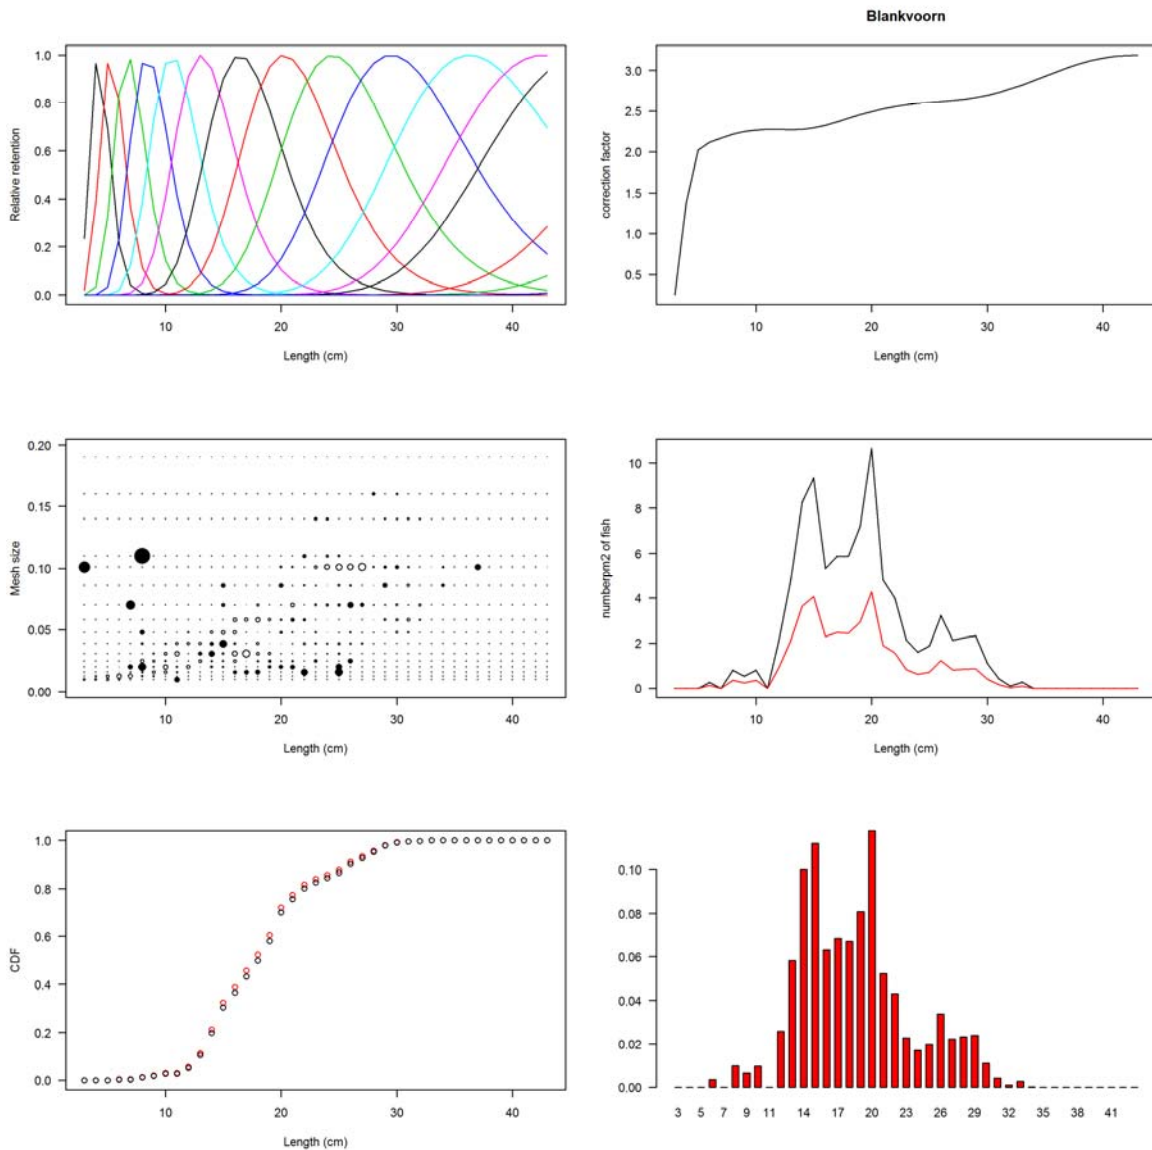 Blankvoorn
Relative retention
1.0
0.8
0.6
0.4
0.2
0.0
10 20 30 40
Length (cm)
correction factor
3.0
2.5
2.0
1.5
1.0
0.5
10 20 30 40
Length (cm)
Mesh size
0.20
0.15
0.10
0.05
0.00
10 20 30 40
Length (cm)
numberpm2 of fish
10
8
6
4
2
0
10 20 30 40
Length (cm)
CDF
1.0
0.8
0.6
0.4
0.2
0.0
10 20 30 40
Length (cm)
0.10
0.08
0.06
0.04
0.02
0.00
3 5 7 9 11 14 17 20 23 26 29 32 35 38 41